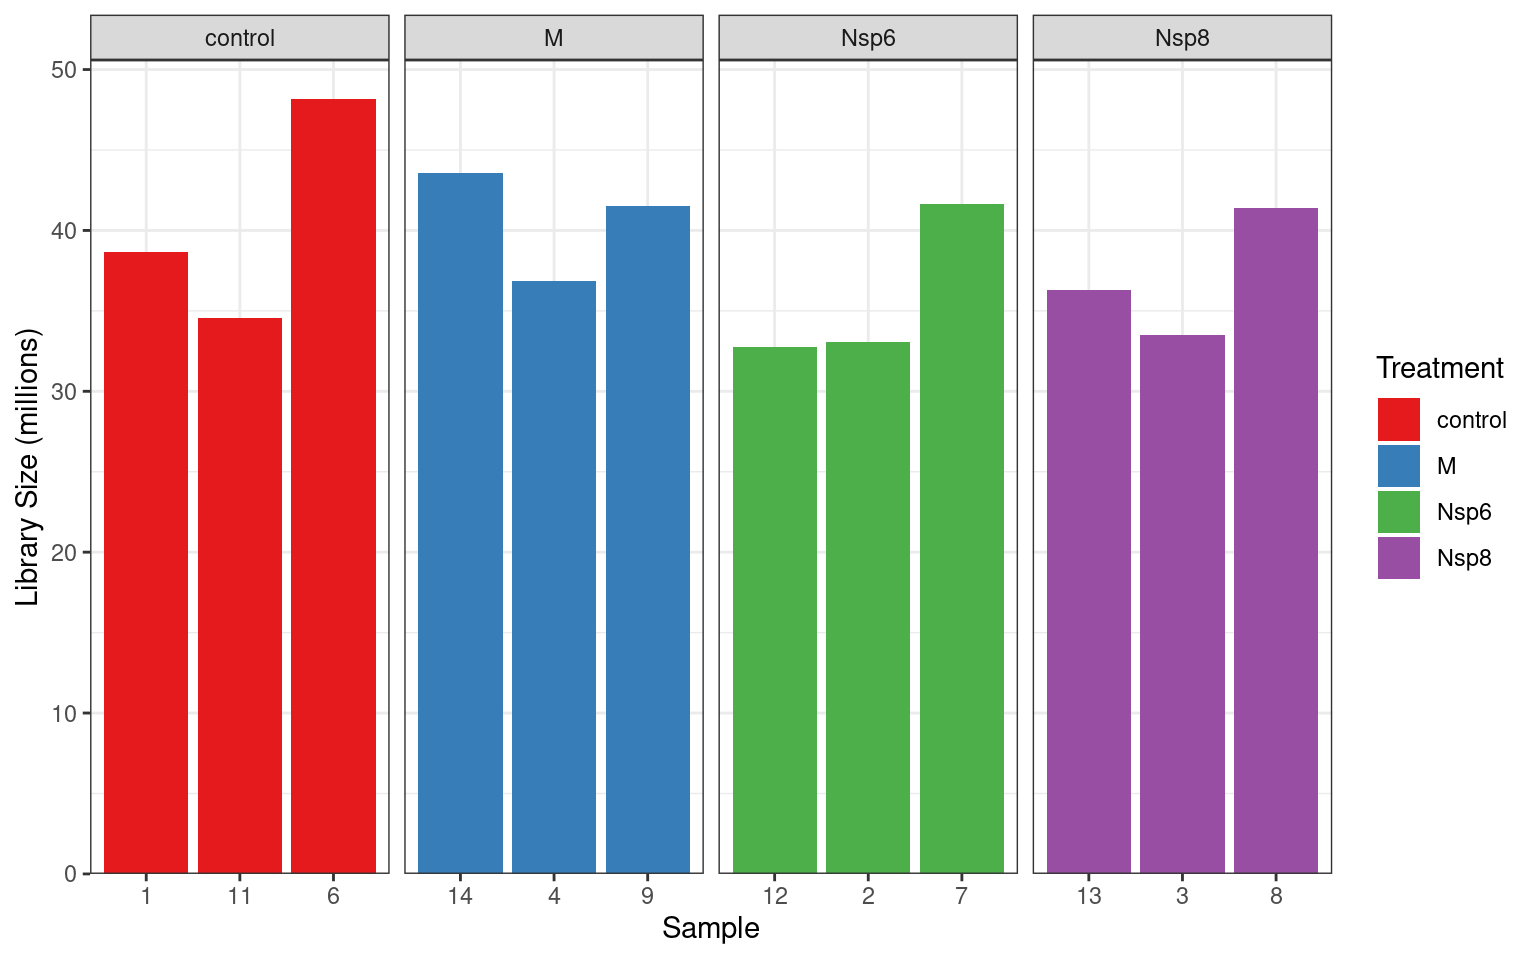 control M Nsp6 Nsp8
50
40
30
20
10
0
Library Size (millions)
1 11 6 14 4 9 12 2 7 13 3 8
Sample
Treatment
control
M
Nsp6
Nsp8